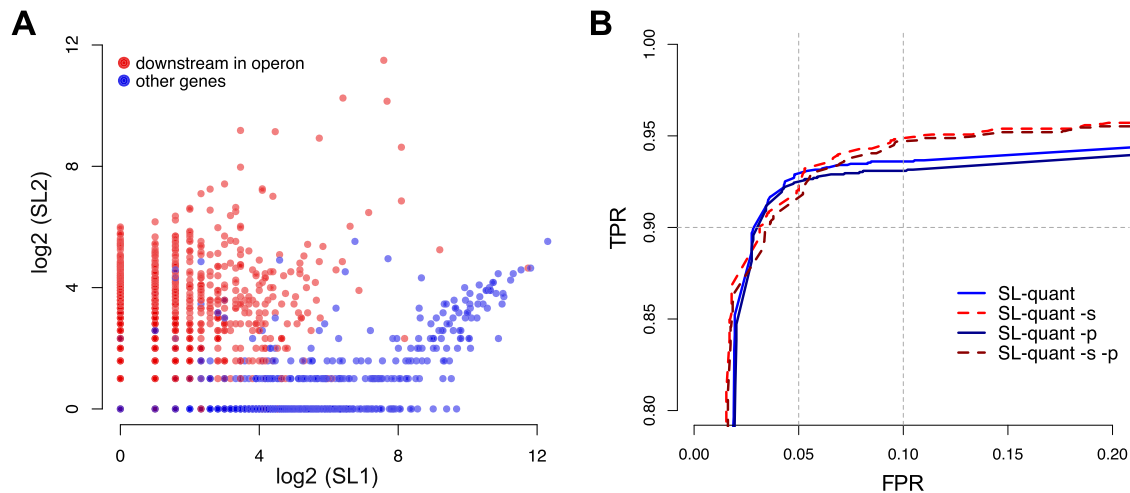 A
12
8
4
0
log2 (SL2)
downstream in operon
other genes
0
4
8
12
log2 (SL1)
B
1.00
0.95
0.90
0.85
0.80
TPR
SL-quant
SL-quant -s
SL-quant -p
SL-quant -s -p
0.00
0.05
0.10
0.15
0.20
FPR